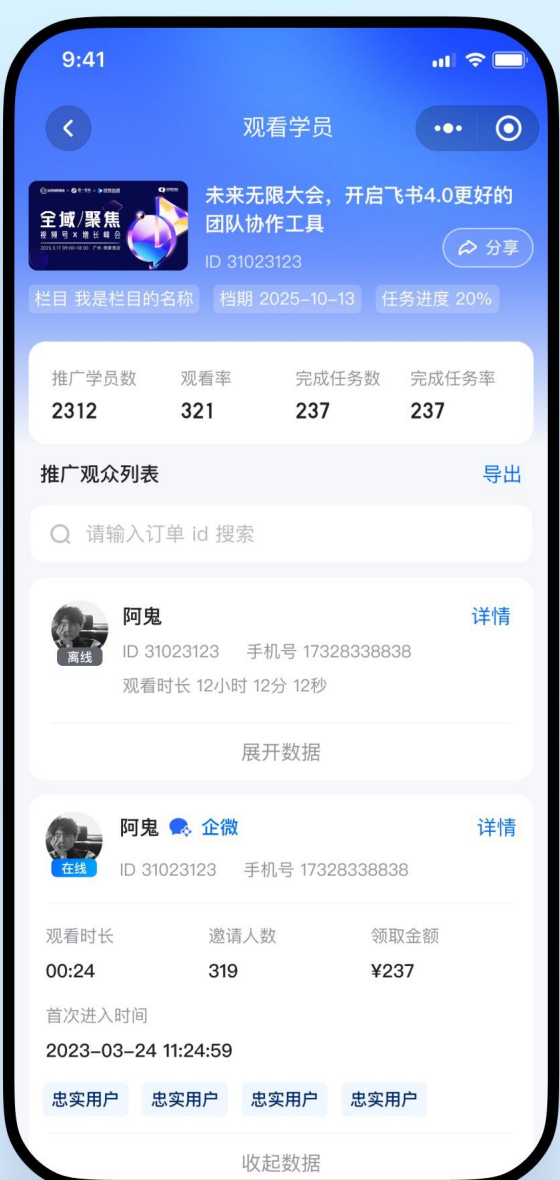 9:41
观看学员
全域/聚焦
视频号×增长峰会
未来无限大会，开启飞书4.0更好的
团队协作工具
ID 31023123
分享
栏目 我是栏目的名称 档期 2025-10-13 任务进度 20%
推广学员数 观看率 完成任务数 完成任务率
2312 321 237 237
推广观众列表 导出
请输入订单 id 搜索
阿鬼 详情
离线
ID 31023123 手机号 17328338838
观看时长 12小时 12分 12秒
展开数据
阿鬼 企微 详情
在线
ID 31023123 手机号 17328338838
观看时长 邀请人数 领取金额
00:24 319 ¥237
首次进入时间
2023-03-24 11:24:59
忠实用户 忠实用户 忠实用户 忠实用户
收起数据